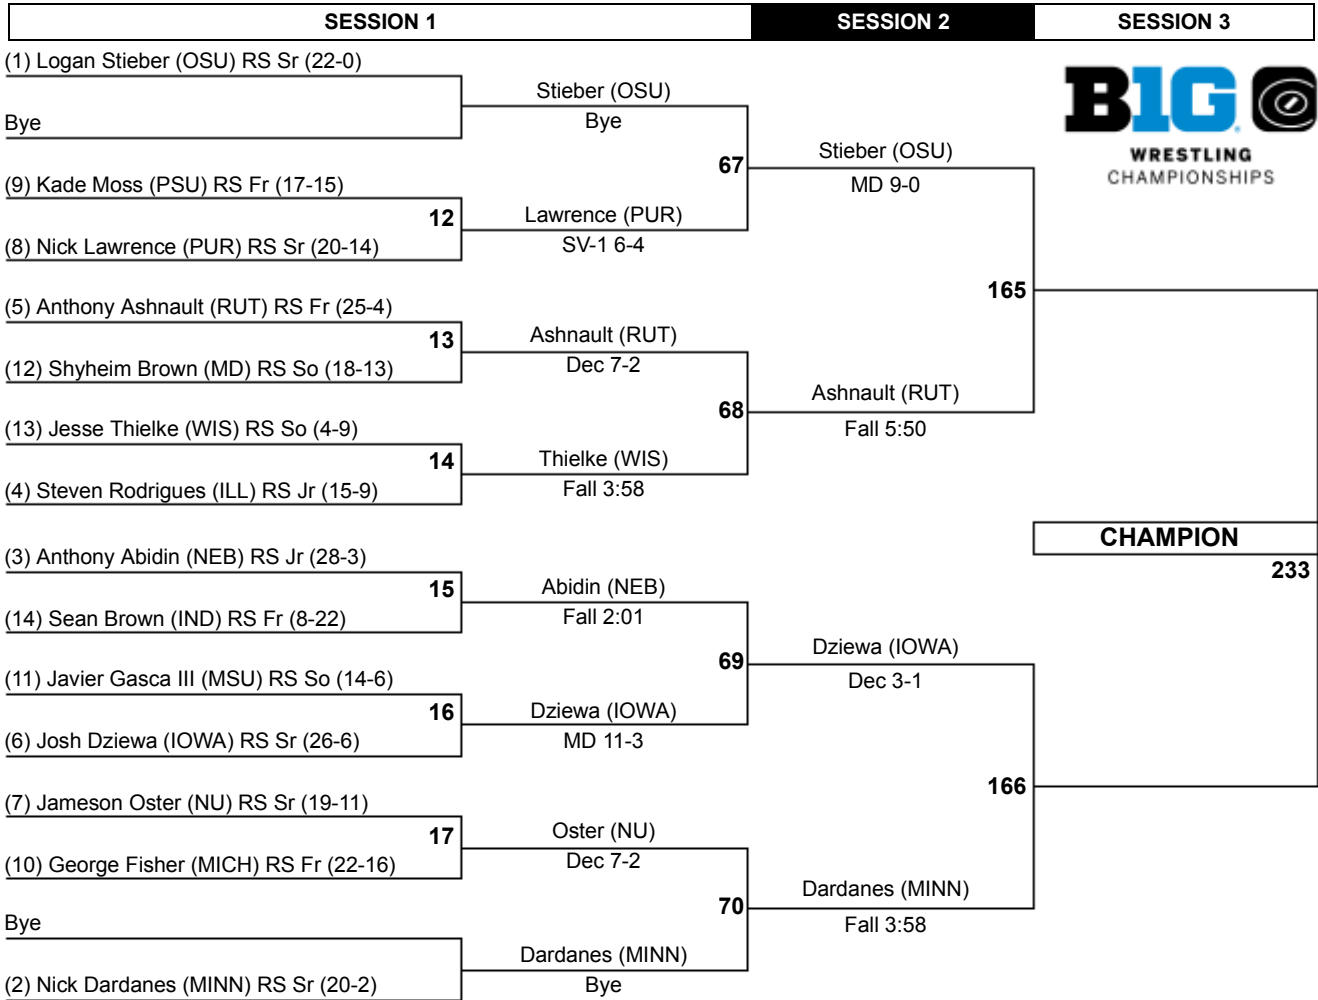 SESSION 1
SESSION 2
SESSION 3
(1) Logan Stieber (OSU) RS Sr (22-0)
Bye
(9) Kade Moss (PSU) RS Fr (17-15)
12
(8) Nick Lawrence (PUR) RS Sr (20-14)
(5) Anthony Ashnault (RUT) RS Fr (25-4)
13
(12) Shyheim Brown (MD) RS So (18-13)
(13) Jesse Thielke (WIS) RS So (4-9)
14
(4) Steven Rodrigues (ILL) RS Jr (15-9)
(3) Anthony Abidin (NEB) RS Jr (28-3)
15
(14) Sean Brown (IND) RS Fr (8-22)
(11) Javier Gasca III (MSU) RS So (14-6)
16
(6) Josh Dziewa (IOWA) RS Sr (26-6)
(7) Jameson Oster (NU) RS Sr (19-11)
17
(10) George Fisher (MICH) RS Fr (22-16)
Bye
(2) Nick Dardanes (MINN) RS Sr (20-2)
Stieber (OSU)
Bye
67
Lawrence (PUR)
SV-1 6-4
Ashnault (RUT)
Dec 7-2
68
Thielke (WIS)
Fall 3:58
Abidin (NEB)
Fall 2:01
69
Dziewa (IOWA)
MD 11-3
Oster (NU)
Dec 7-2
70
Dardanes (MINN)
Bye
Stieber (OSU)
MD 9-0
165
Ashnault (RUT)
Fall 5:50
Dziewa (IOWA)
Dec 3-1
166
Dardanes (MINN)
Fall 3:58
B1G
WRESTLING
CHAMPIONSHIPS
CHAMPION
233